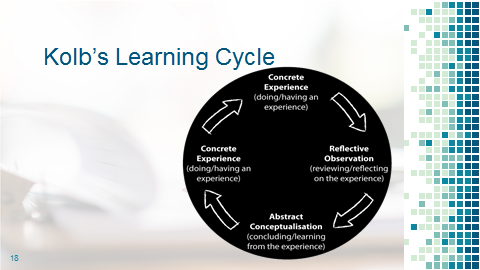 Kolb's Learning Cycle
Concrete
Experience
(doing/having an
experience)
Concrete
Experience
(doing/having an
experience)
Reflective
Observation
(reviewing/reflecting
on the experience)
Abstract
Conceptualisation
(concluding/learning
from the experience)
18